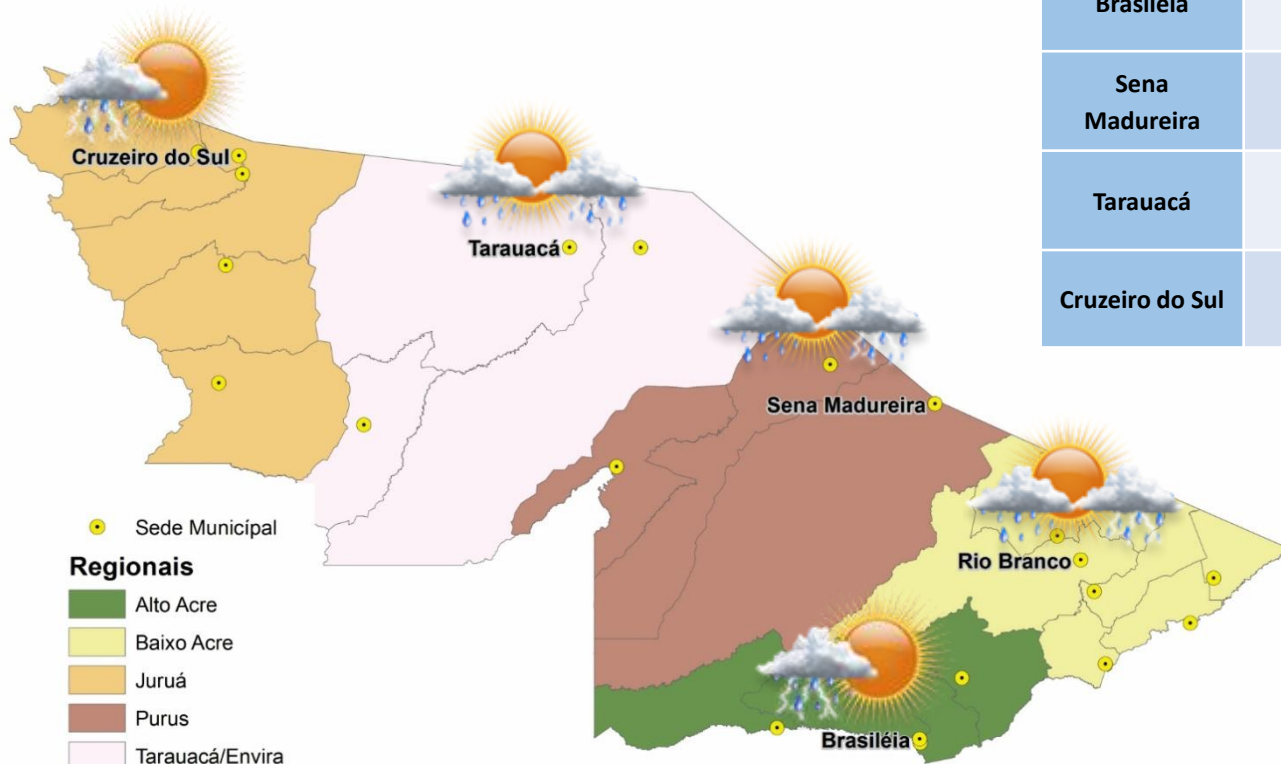 Brasiléia
Sena
Madureira
Tarauacá
Cruzeiro do Sul
Cruzeiro do Sul
Tarauacá
Sena Madureira
Rio Branco
Brasiléia
Sede Municípal
Regionais
Alto Acre
Baixo Acre
Juruá
Purus
Tarauacá/Envira